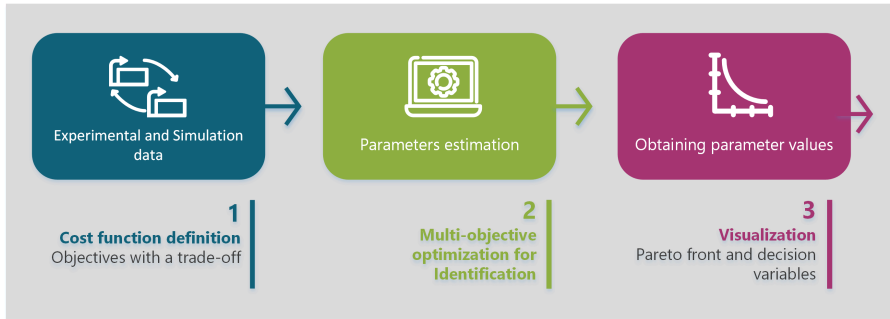 Experimental and Simulation
data
Parameters estimation
Obtaining parameter values
1
Cost function definition
Objectives with a trade-off
2
Multi-objective
optimization for
Identification
3
Visualization
Pareto front and decision
variables